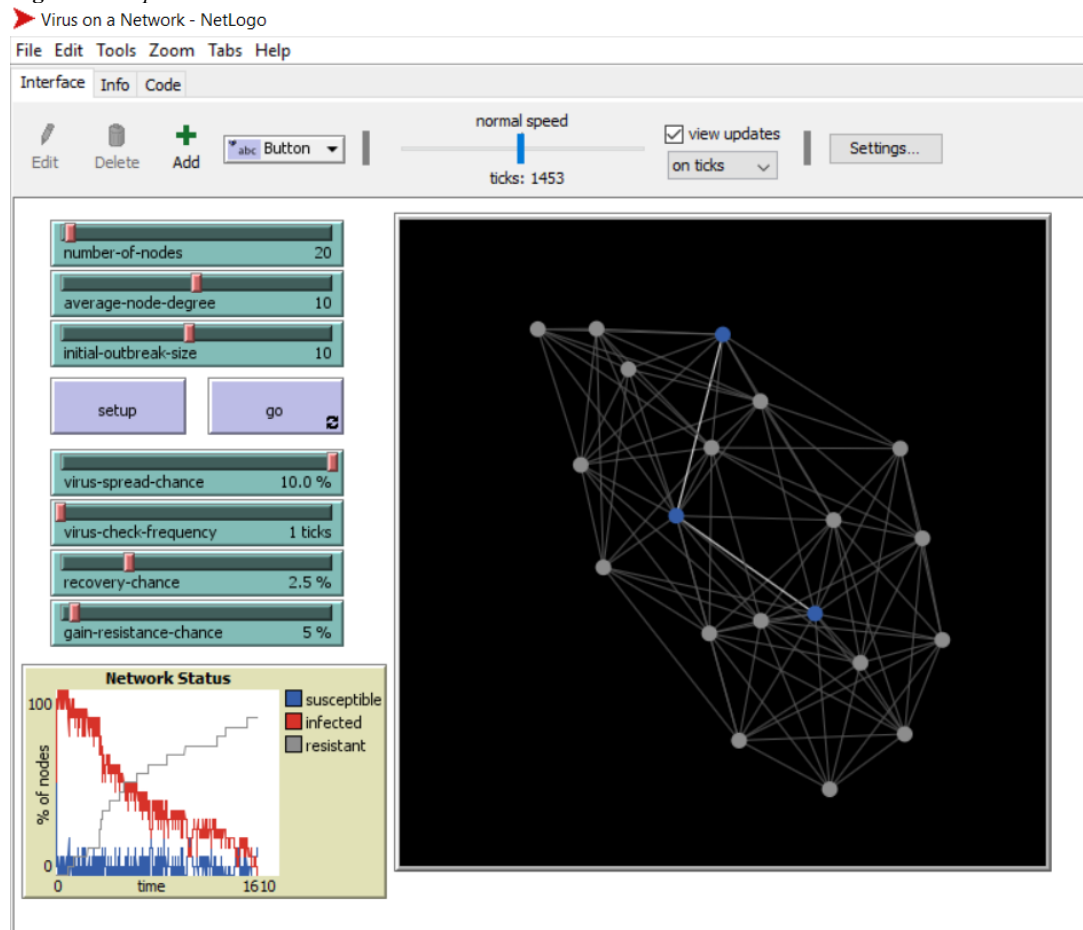 Virus on a Network - NetLogo
File Edit Tools Zoom Tabs Help
Interface Info Code
normal speed
Edit Delete Add abc Button view updates Settings...
ticks: 1453 on ticks
number-of-nodes 20
average-node-degree 10
initial-outbreak-size 10
setup go
virus-spread-chance 10.0 %
virus-check-frequency 1 ticks
recovery-chance 2.5 %
gain-resistance-chance 5 %
Network Status
100
% of nodes
0
0 time 1610
susceptible
infected
resistant